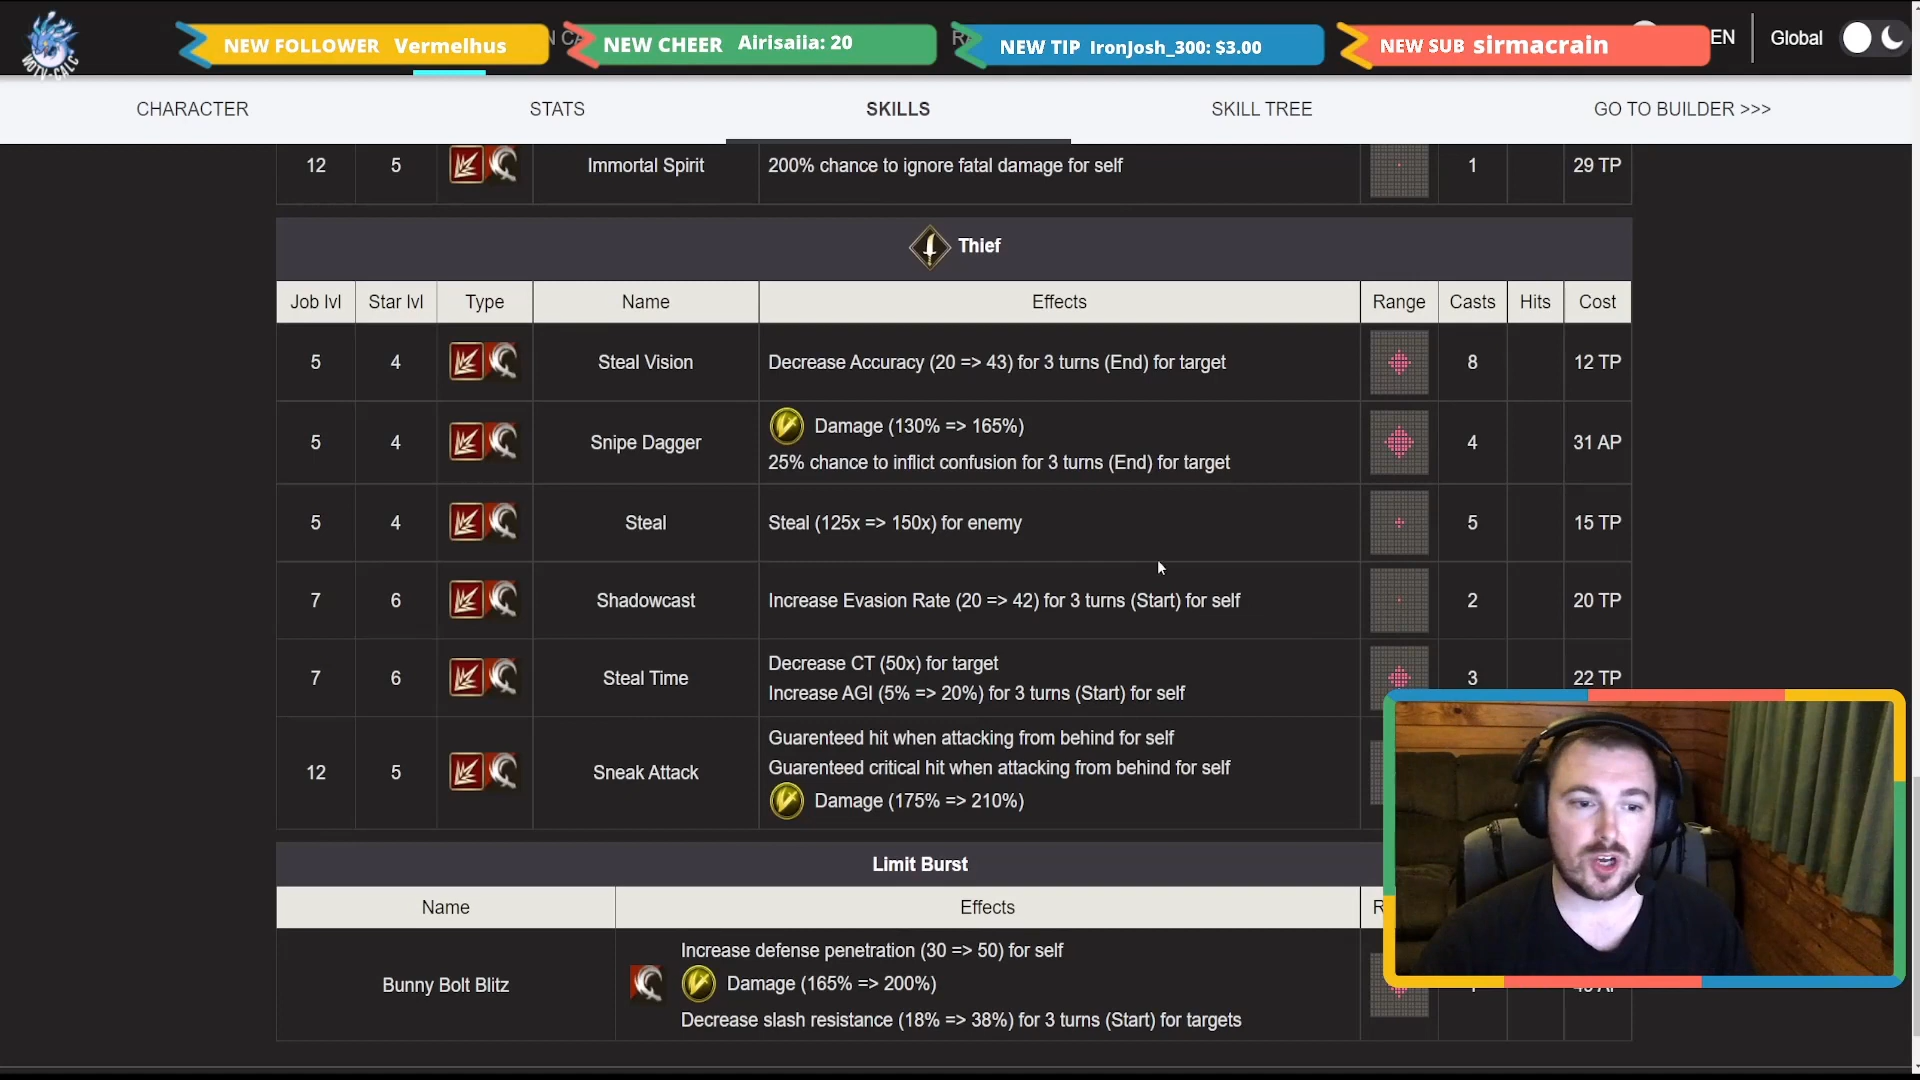 NEW FOLLOWER Vermelhus
NEW CHEER Airisaiia: 20
NEW TIP IronJosh_300: $3.00
NEW SUB sirmacrain
EN
Global
WOTV-CALC
CHARACTER
STATS
SKILLS
SKILL TREE
GO TO BUILDER >>>
12 5 Immortal Spirit 200% chance to ignore fatal damage for self 1 29 TP
Thief
Job lvl Star lvl Type Name Effects Range Casts Hits Cost
5 4 Steal Vision Decrease Accuracy (20 => 43) for 3 turns (End) for target 8 12 TP
Damage (130% => 165%)
5 4 Snipe Dagger 4 31 AP
25% chance to inflict confusion for 3 turns (End) for target
5 4 Steal Steal (125x => 150x) for enemy 5 15 TP
7 6 Shadowcast Increase Evasion Rate (20 => 42) for 3 turns (Start) for self 2 20 TP
Decrease CT (50x) for target
7 6 Steal Time 3 22 TP
Increase AGI (5% => 20%) for 3 turns (Start) for self
Guarenteed hit when attacking from behind for self
12 5 Sneak Attack Guarenteed critical hit when attacking from behind for self
Damage (175% => 210%)
Limit Burst
Name Effects
Increase defense penetration (30 => 50) for self
Bunny Bolt Blitz Damage (165% => 200%)
Decrease slash resistance (18% => 38%) for 3 turns (Start) for targets